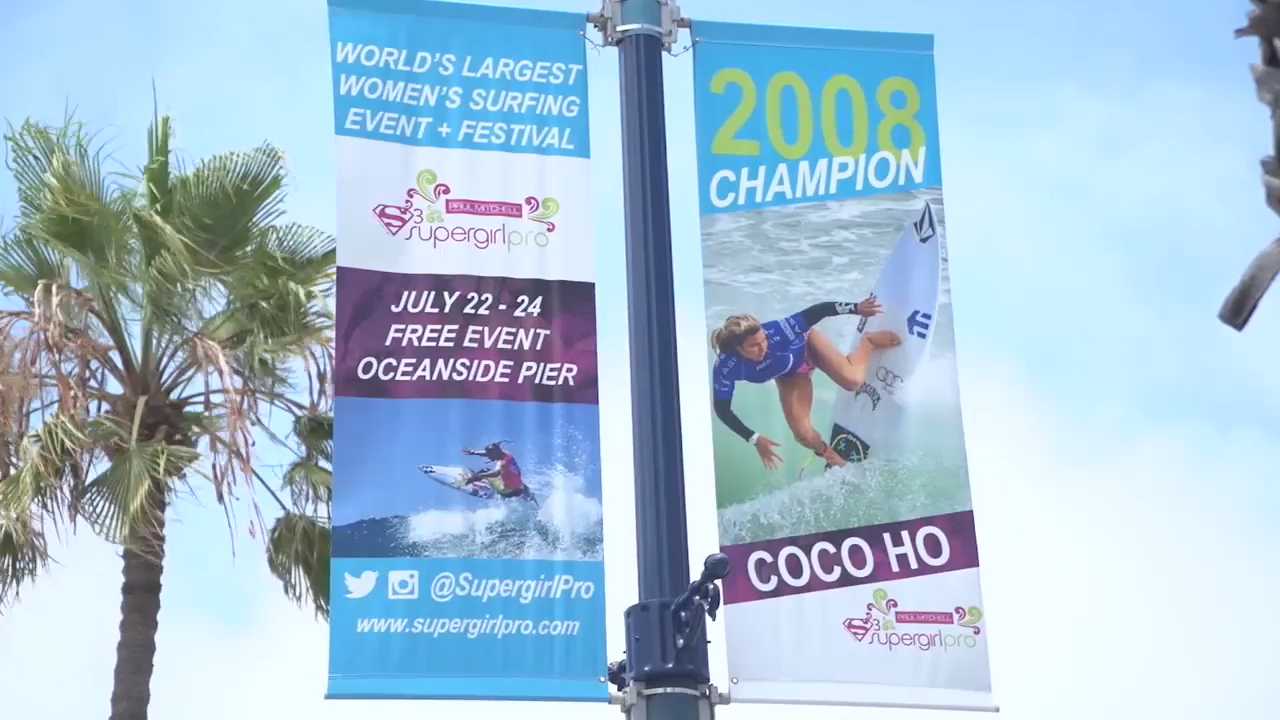 WORLD'S LARGEST
WOMEN'S SURFING
EVENT + FESTIVAL
PAUL MITCHELL
supergirlpro
JULY 22 - 24
FREE EVENT
OCEANSIDE PIER
@SupergirlPro
www.supergirlpro.com
2008
CHAMPION
COCO HO
PAUL MITCHELL
supergirlpro